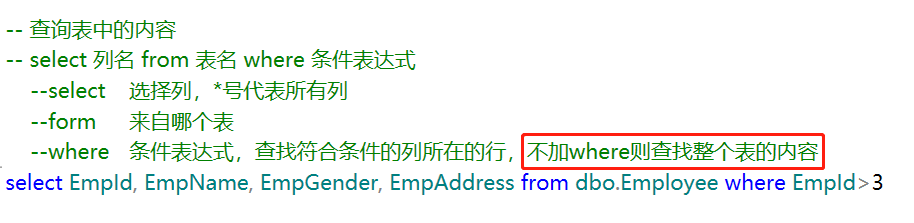 -- 查询表中的内容
-- select 列名 from 表名 where 条件表达式
--select 选择列，*号代表所有列
--form 来自哪个表
--where 条件表达式，查找符合条件的列所在的行，不加where则查找整个表的内容
select EmpId, EmpName, EmpGender, EmpAddress from dbo.Employee where EmpId>3